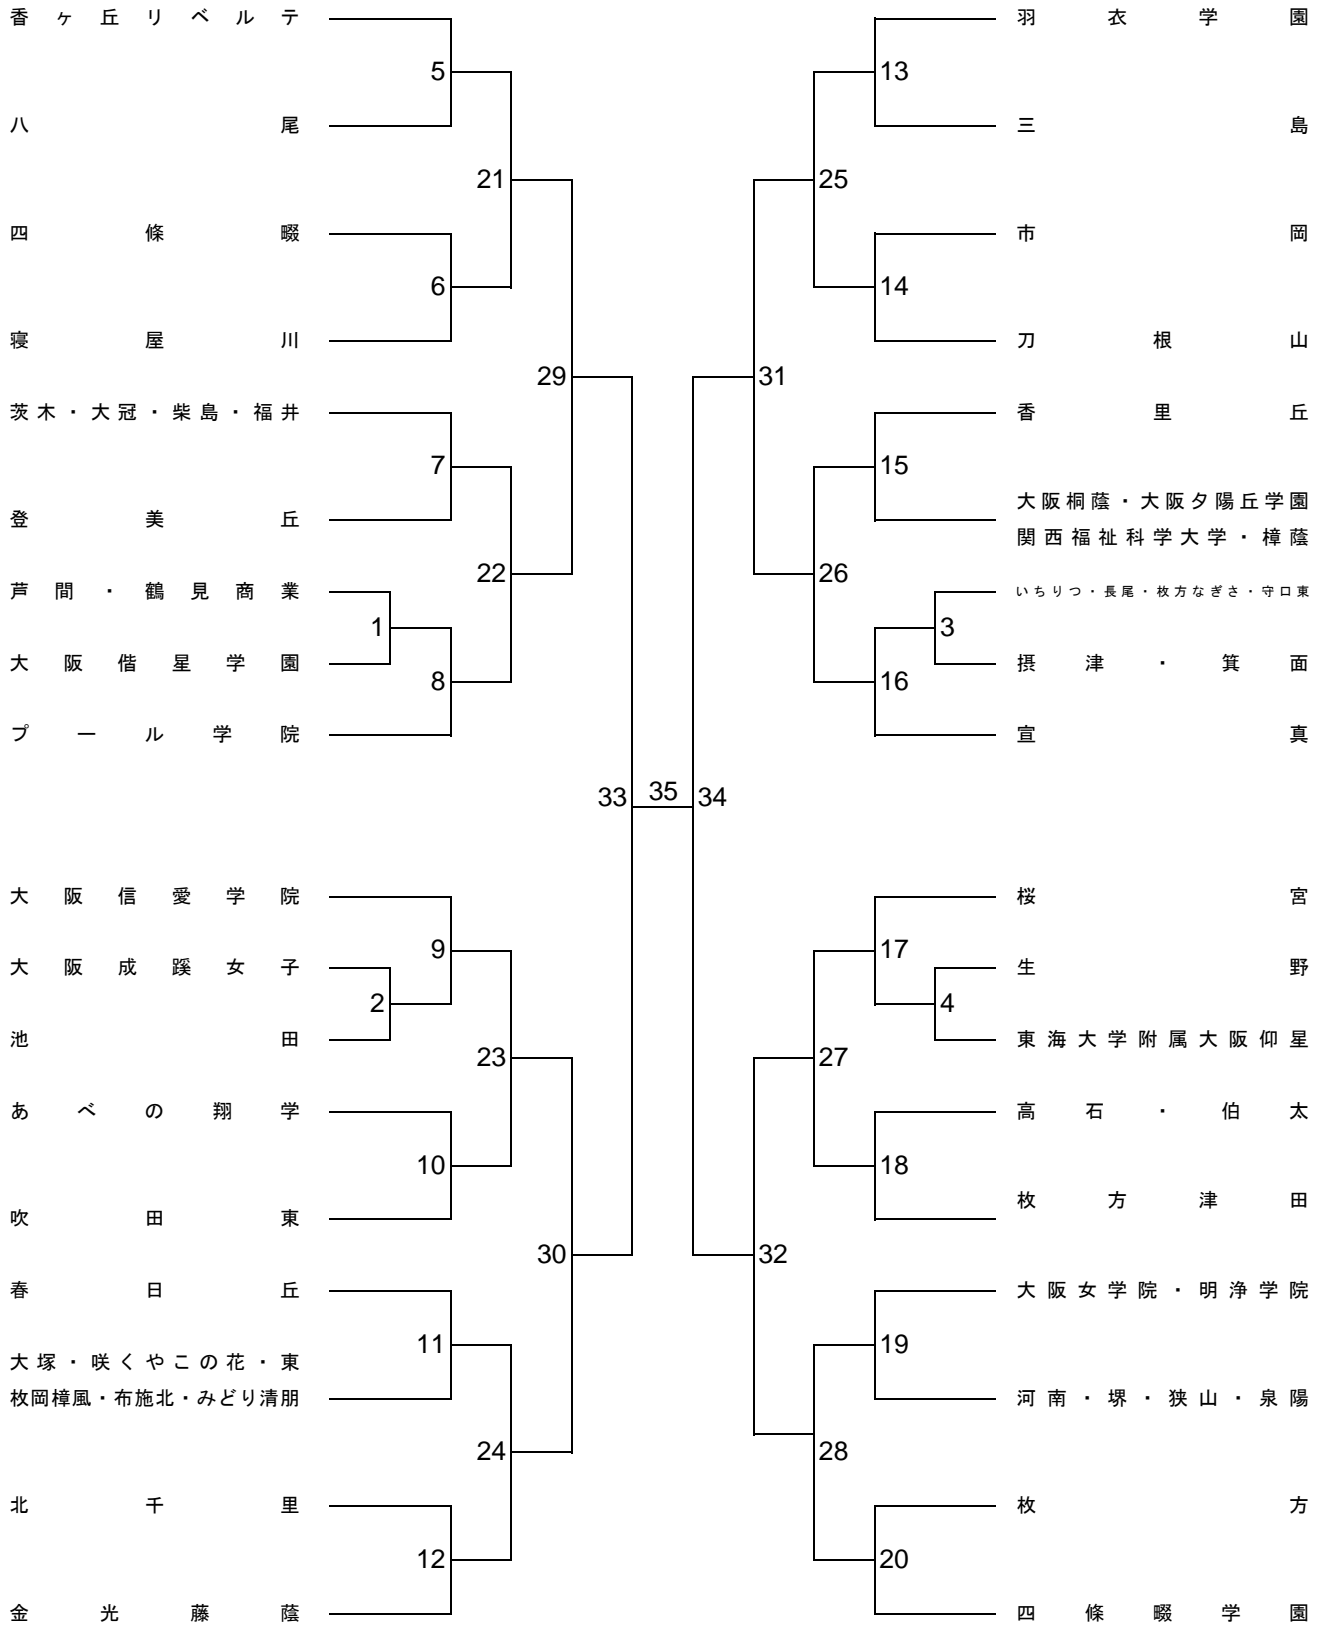 香ヶ丘リベルテ
5
八尾
21
四條畷
6
寝屋川
29
茨木・大冠・柴島・福井
7
登美丘
22
芦間・鶴見商業
1
大阪偕星学園
8
プール学院
33
35
34
大阪信愛学院
9
大阪成蹊女子
2
池田
23
あべの翔学
10
吹田東
30
春日丘
11
大塚・咲くやこの花・東
枚岡樟風・布施北・みどり清朋
24
北千里
12
金光藤蔭
羽衣学園
13
三島
25
市岡
14
刀根山
31
香里丘
15
大阪桐蔭・大阪夕陽丘学園
関西福祉科学大学・樟蔭
26
いちりつ・長尾・枚方なぎさ・守口東
3
摂津・箕面
16
宣真
桜宮
17
生野
4
東海大学附属大阪仰星
27
高石・伯太
18
枚方津田
32
大阪女学院・明浄学院
19
河南・堺・狭山・泉陽
28
枚方
20
四條畷学園